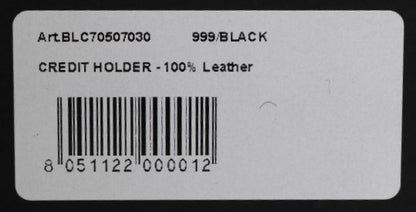 Art.BLC70507030 999/BLACK
CREDIT HOLDER - 100% Leather
8 051122 000012